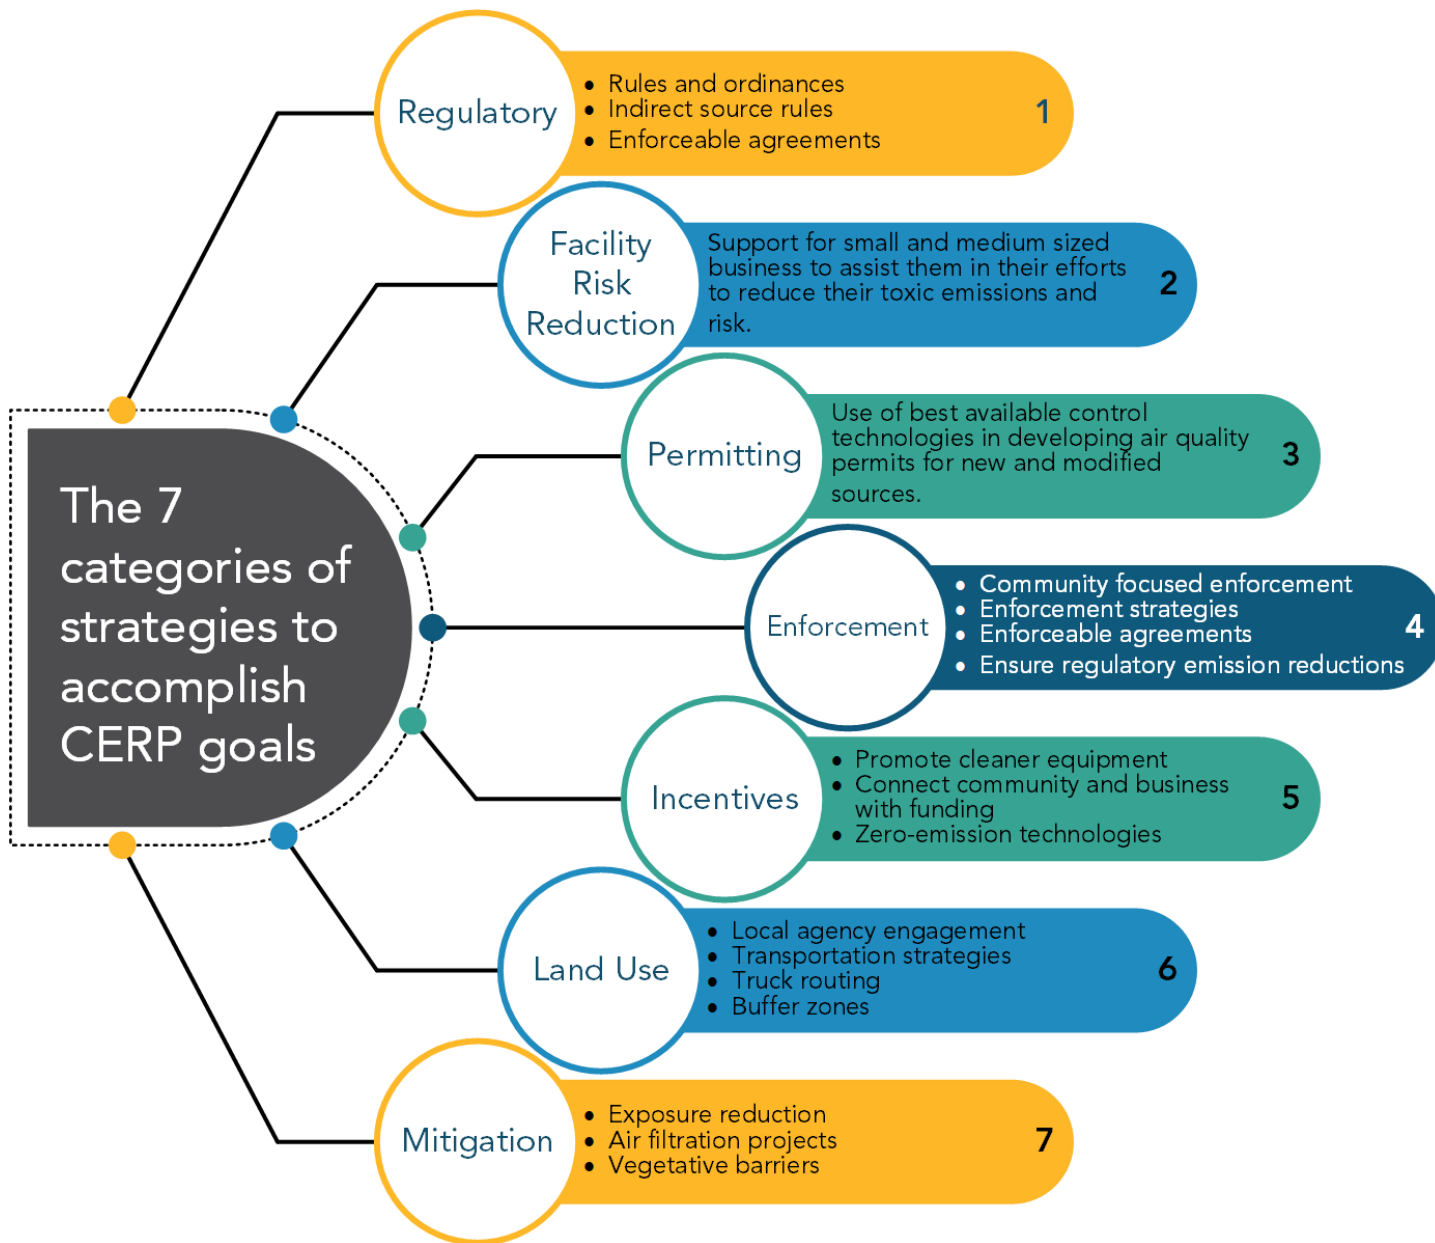 The 7
categories of
strategies to
accomplish
CERP goals
Regulatory
• Rules and ordinances
• Indirect source rules
• Enforceable agreements
1
Facility
Risk
Reduction
Support for small and medium sized
business to assist them in their efforts
to reduce their toxic emissions and
risk.
2
Permitting
Use of best available control
technologies in developing air quality
permits for new and modified
sources.
3
Enforcement
• Community focused enforcement
• Enforcement strategies
• Enforceable agreements
• Ensure regulatory emission reductions
4
Incentives
• Promote cleaner equipment
• Connect community and business
with funding
• Zero-emission technologies
5
Land Use
• Local agency engagement
• Transportation strategies
• Truck routing
• Buffer zones
6
Mitigation
• Exposure reduction
• Air filtration projects
• Vegetative barriers
7